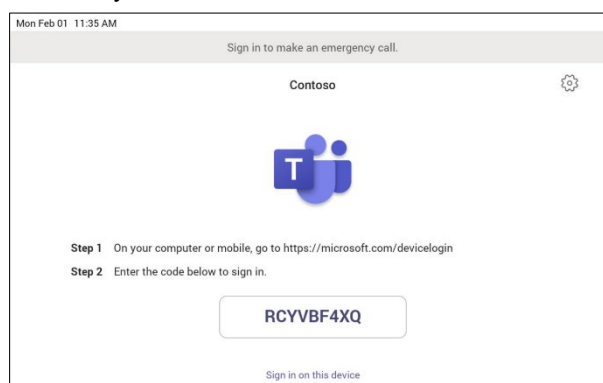 Mon Feb 01 11:35 AM
Sign in to make an emergency call.
Contoso
T
Step 1 On your computer or mobile, go to https://microsoft.com/devicelogin
Step 2 Enter the code below to sign in.
RCYVBF4XQ
Sign in on this device